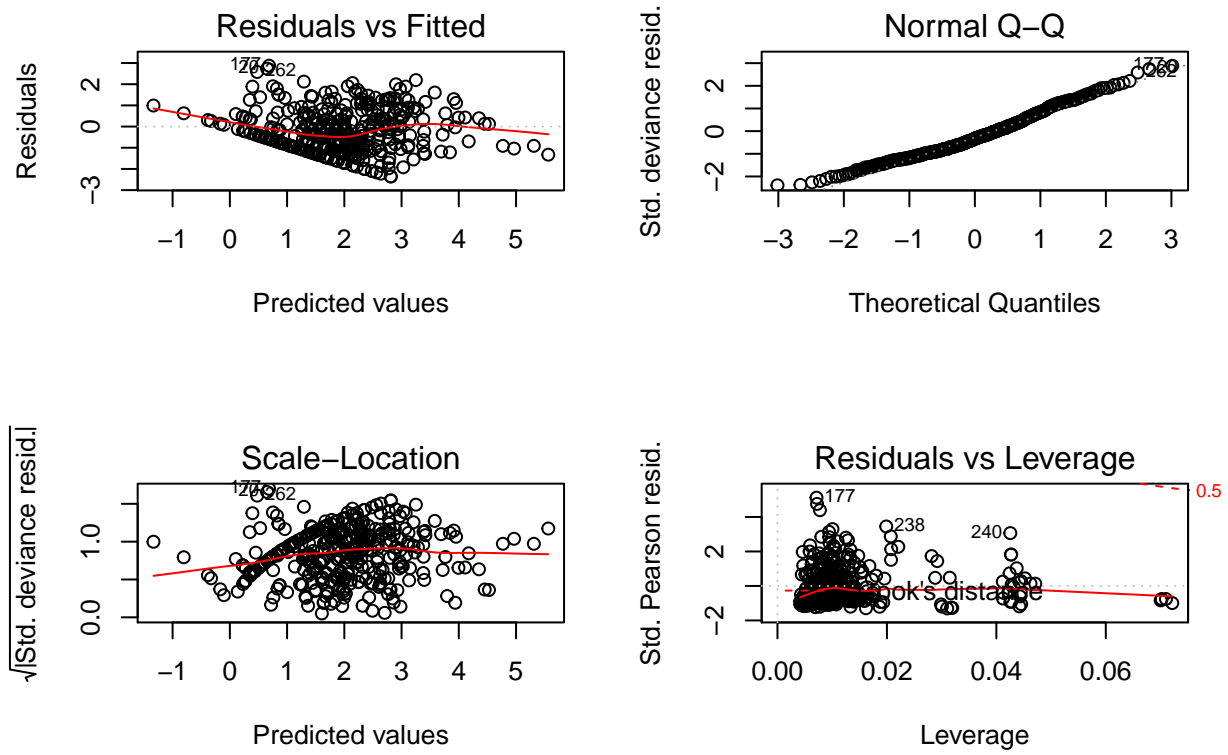 Residuals vs Fitted
Residuals
−3
0
2
177
262
−1 0 1 2 3 4 5
Predicted values
Normal Q−Q
Std. deviance resid.
−2
0
2
177
262
−3 −2 −1 0 1 2 3
Theoretical Quantiles
Scale−Location
√|Std. deviance resid.|
0.0
1.0
177
262
−1 0 1 2 3 4 5
Predicted values
Residuals vs Leverage
Std. Pearson resid.
−2
2
177
238
240
0.5
Cook's distance
0.00 0.02 0.04 0.06
Leverage